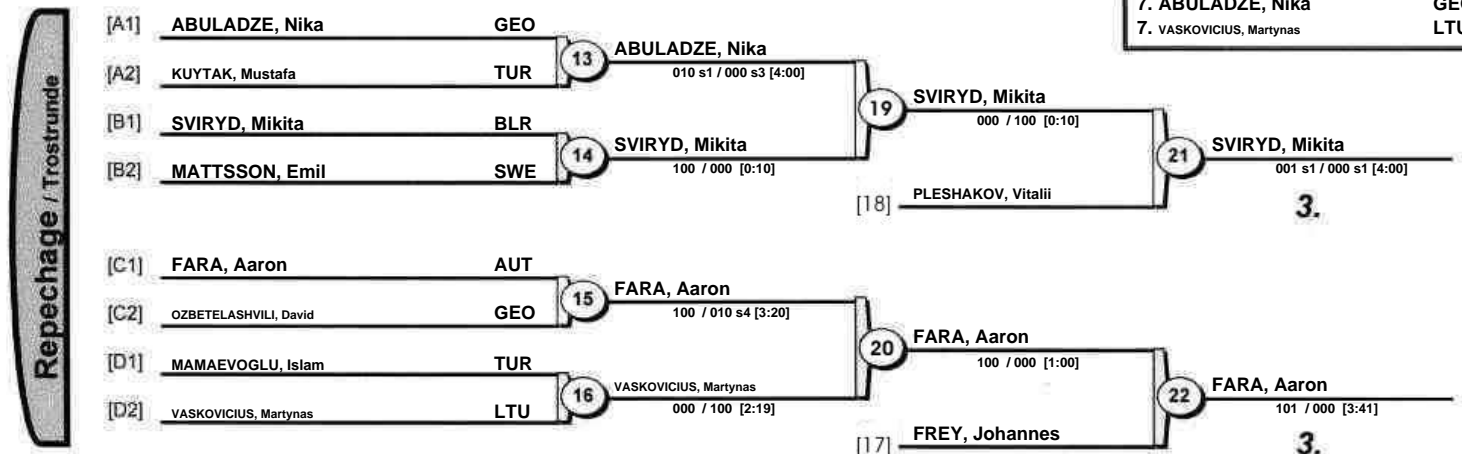 7. ABULADZE, Nika
7. VASKOVICIUS, Martynas LTU
Repechage / Trostrunde
[A1] ABULADZE, Nika GEO
[A2] KUYTAK, Mustafa TUR
13
ABULADZE, Nika
010 s1 / 000 s3 [4:00]
[B1] SVIRYD, Mikita BLR
[B2] MATTSSON, Emil SWE
14
SVIRYD, Mikita
100 / 000 [0:10]
19
SVIRYD, Mikita
000 / 100 [0:10]
[18] PLESHAKOV, Vitalii
21
SVIRYD, Mikita
001 s1 / 000 s1 [4:00]
3.
[C1] FARA, Aaron AUT
[C2] OZBETELASHVILI, David GEO
15
FARA, Aaron
100 / 010 s4 [3:20]
[D1] MAMAEVOGLU, Islam TUR
[D2] VASKOVICIUS, Martynas LTU
16
VASKOVICIUS, Martynas
000 / 100 [2:19]
20
FARA, Aaron
100 / 000 [1:00]
[17] FREY, Johannes
22
FARA, Aaron
101 / 000 [3:41]
3.